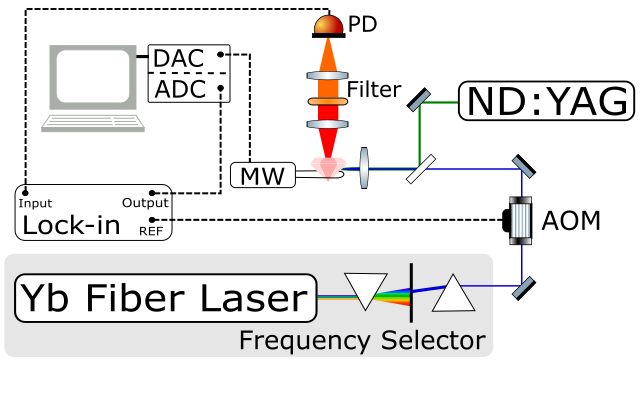 PD
DAC
ADC
Filter
ND:YAG
MW
Input
Output
Lock-in
REF
AOM
Yb Fiber Laser
Frequency Selector